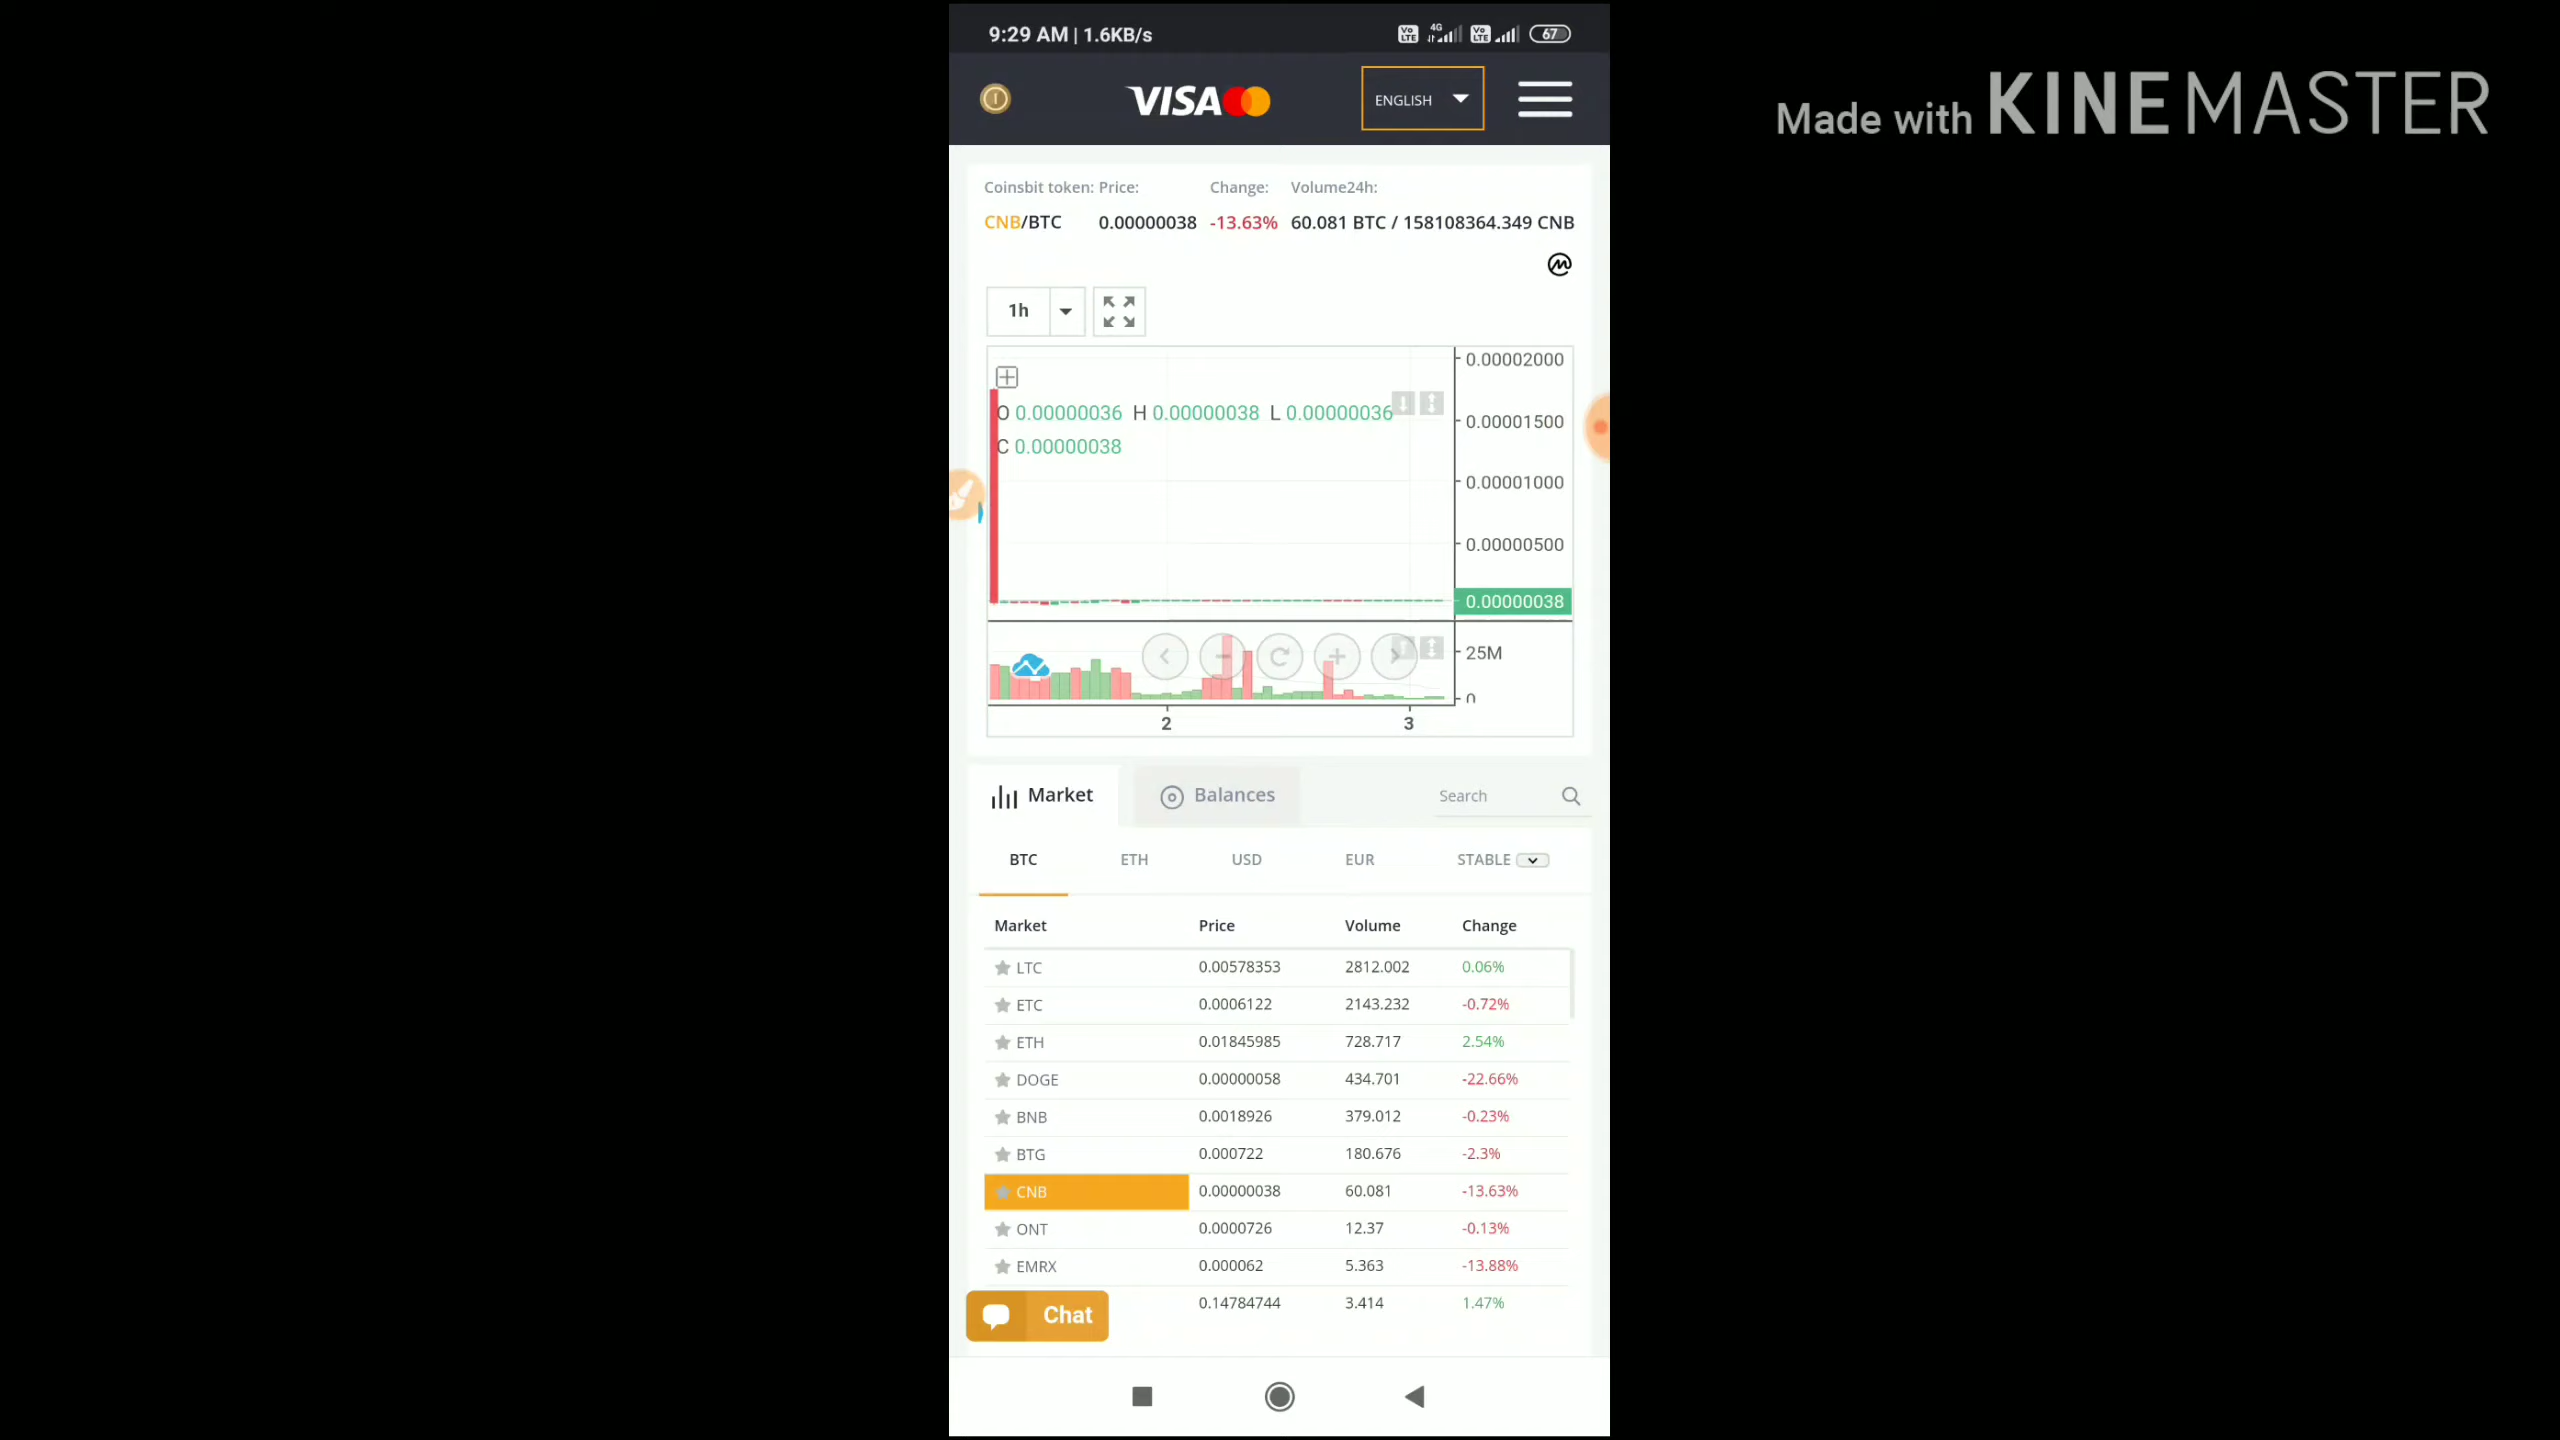 9:29 AM | 1.6KB/s
Vo LTE 4G Vo LTE 67
VISA
ENGLISH
Made with KINEMASTER
Coinsbit token: Price: Change: Volume24h:
CNB/BTC 0.00000038 -13.63% 60.081 BTC / 158108364.349 CNB
1h
0.00002000
O 0.00000036 H 0.00000038 L 0.00000036
0.00001500
C 0.00000038
0.00001000
0.00000500
0.00000038
25M
0
2 3
Market Balances Search
BTC ETH USD EUR STABLE
Market Price Volume Change
LTC 0.00578353 2812.002 0.06%
ETC 0.0006122 2143.232 -0.72%
ETH 0.01845985 728.717 2.54%
DOGE 0.00000058 434.701 -22.66%
BNB 0.0018926 379.012 -0.23%
BTG 0.000722 180.676 -2.3%
CNB 0.00000038 60.081 -13.63%
ONT 0.0000726 12.37 -0.13%
EMRX 0.000062 5.363 -13.88%
0.14784744 3.414 1.47%
Chat